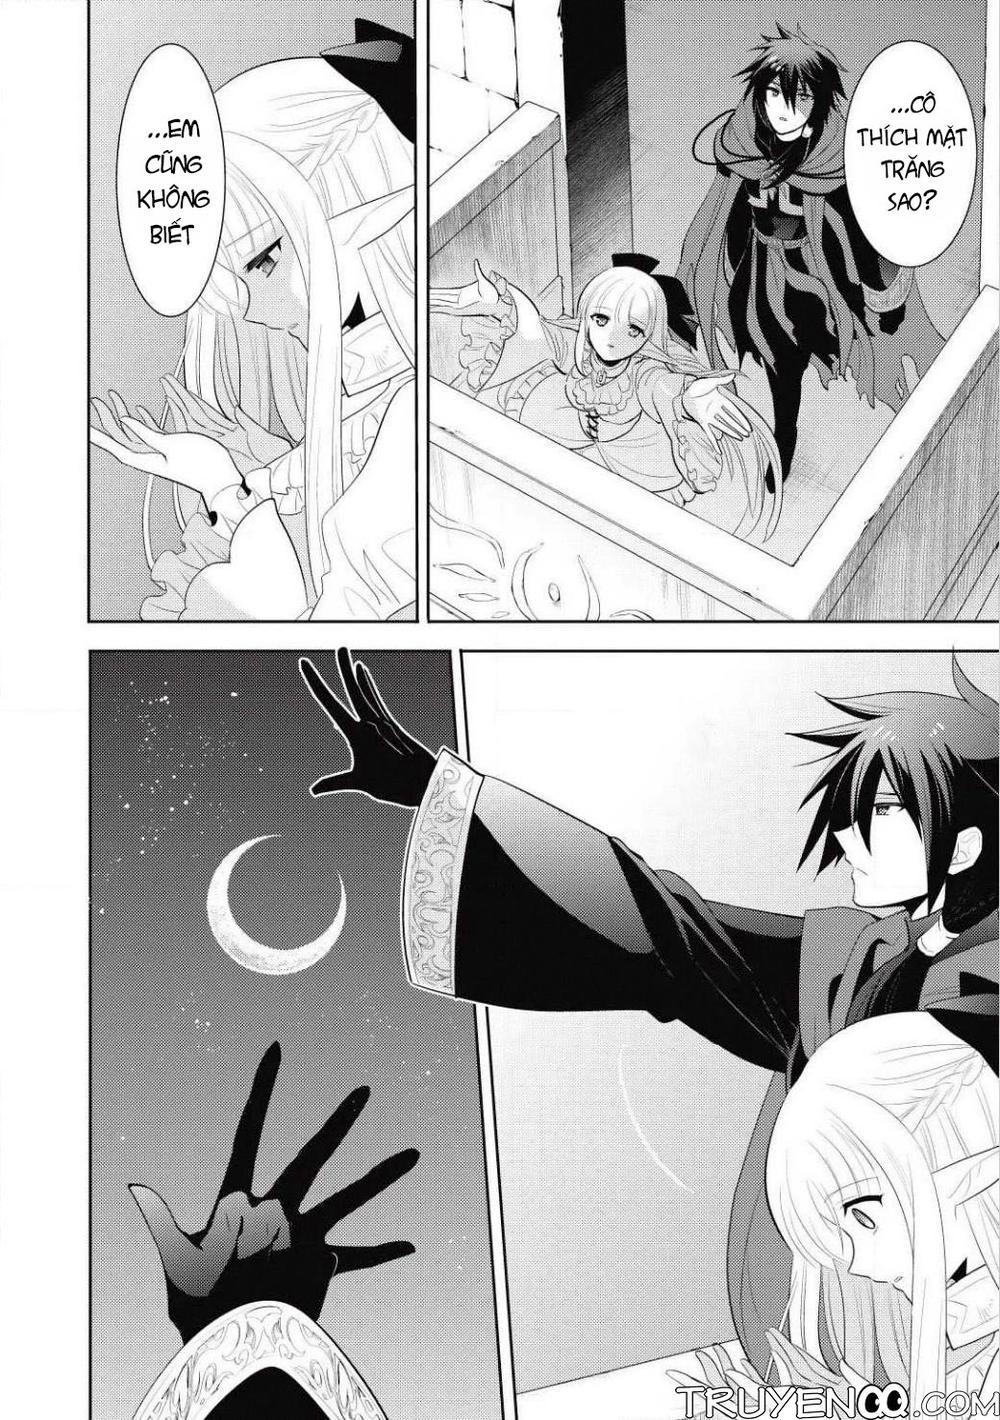 ...CÔ
THÍCH MẶT
TRĂNG
SAO?
...EM
CŨNG
KHÔNG
BIẾT
TRUYENQQ.COM